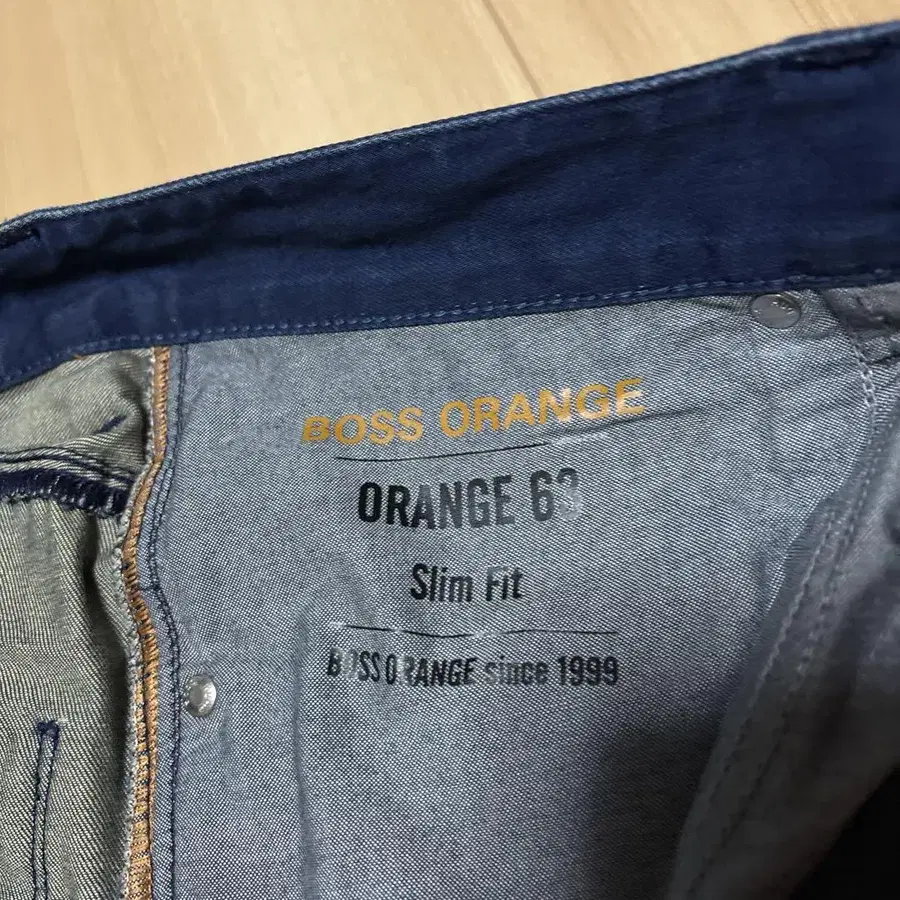 BOSS ORANGE
ORANGE 63
Slim Fit
BOSS ORANGE since 1999